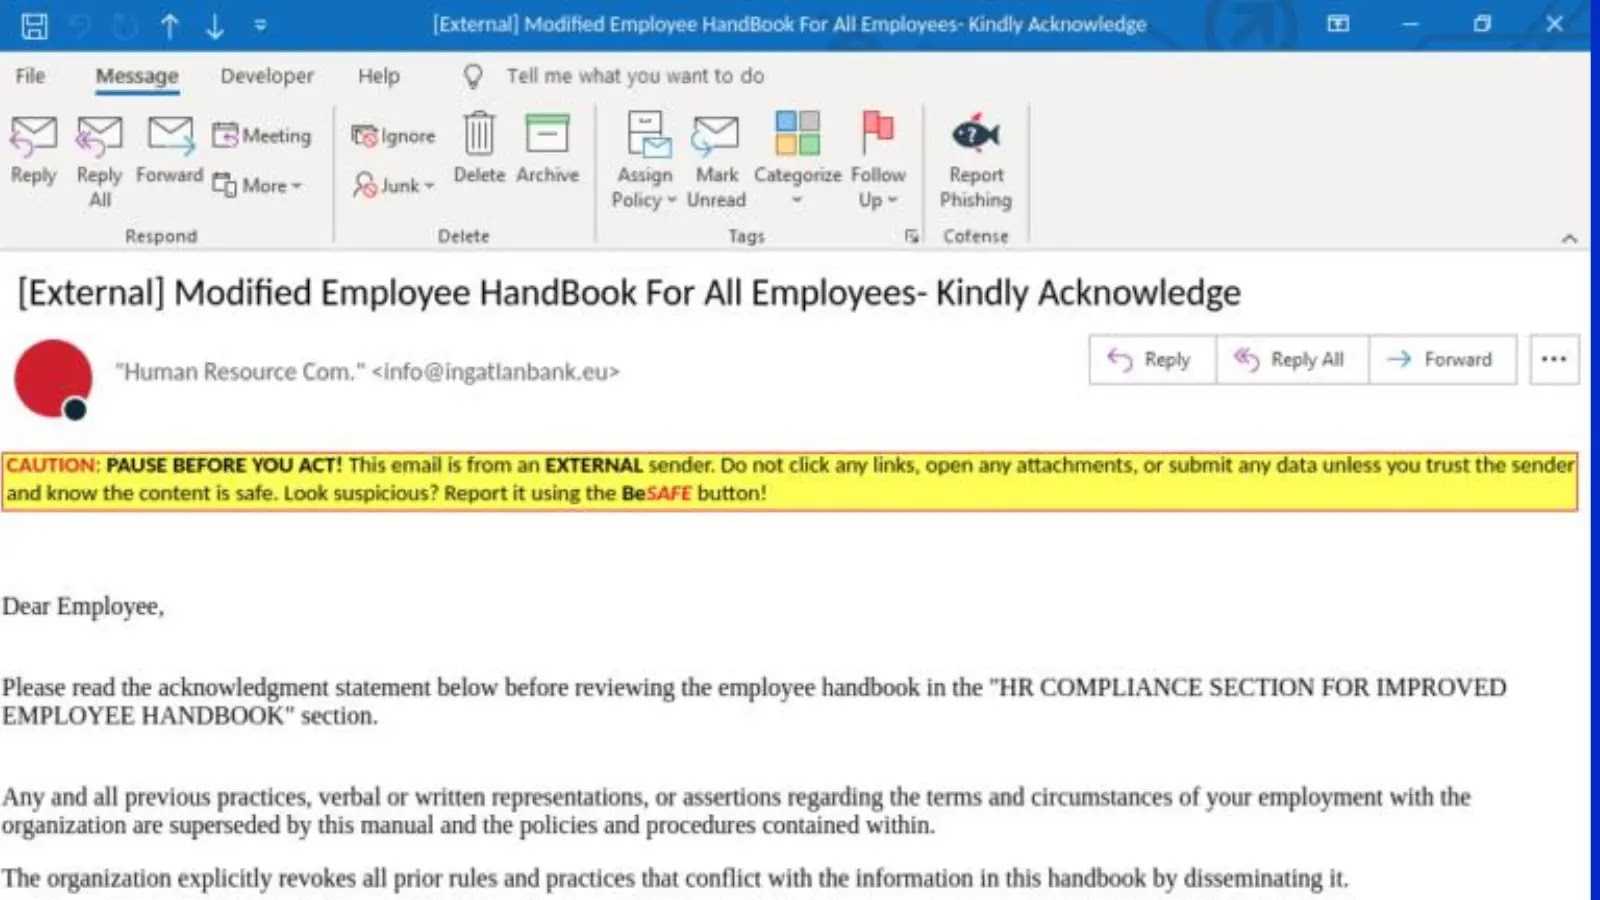 [External] Modified Employee HandBook For All Employees- Kindly Acknowledge
File Message Developer Help Tell me what you want to do
Reply
Reply All
Forward
Meeting
More
Ignore
Junk
Delete
Archive
Assign Policy
Mark Unread
Categorize
Follow Up
Report Phishing
Respond Delete Tags Cofense
[External] Modified Employee HandBook For All Employees- Kindly Acknowledge
"Human Resource Com." <info@ingatlanbank.eu>
Reply Reply All Forward
CAUTION: PAUSE BEFORE YOU ACT! This email is from an EXTERNAL sender. Do not click any links, open any attachments, or submit any data unless you trust the sender
and know the content is safe. Look suspicious? Report it using the BeSAFE button!
Dear Employee,
Please read the acknowledgment statement below before reviewing the employee handbook in the "HR COMPLIANCE SECTION FOR IMPROVED
EMPLOYEE HANDBOOK" section.
Any and all previous practices, verbal or written representations, or assertions regarding the terms and circumstances of your employment with the
organization are superseded by this manual and the policies and procedures contained within.
The organization explicitly revokes all prior rules and practices that conflict with the information in this handbook by disseminating it.